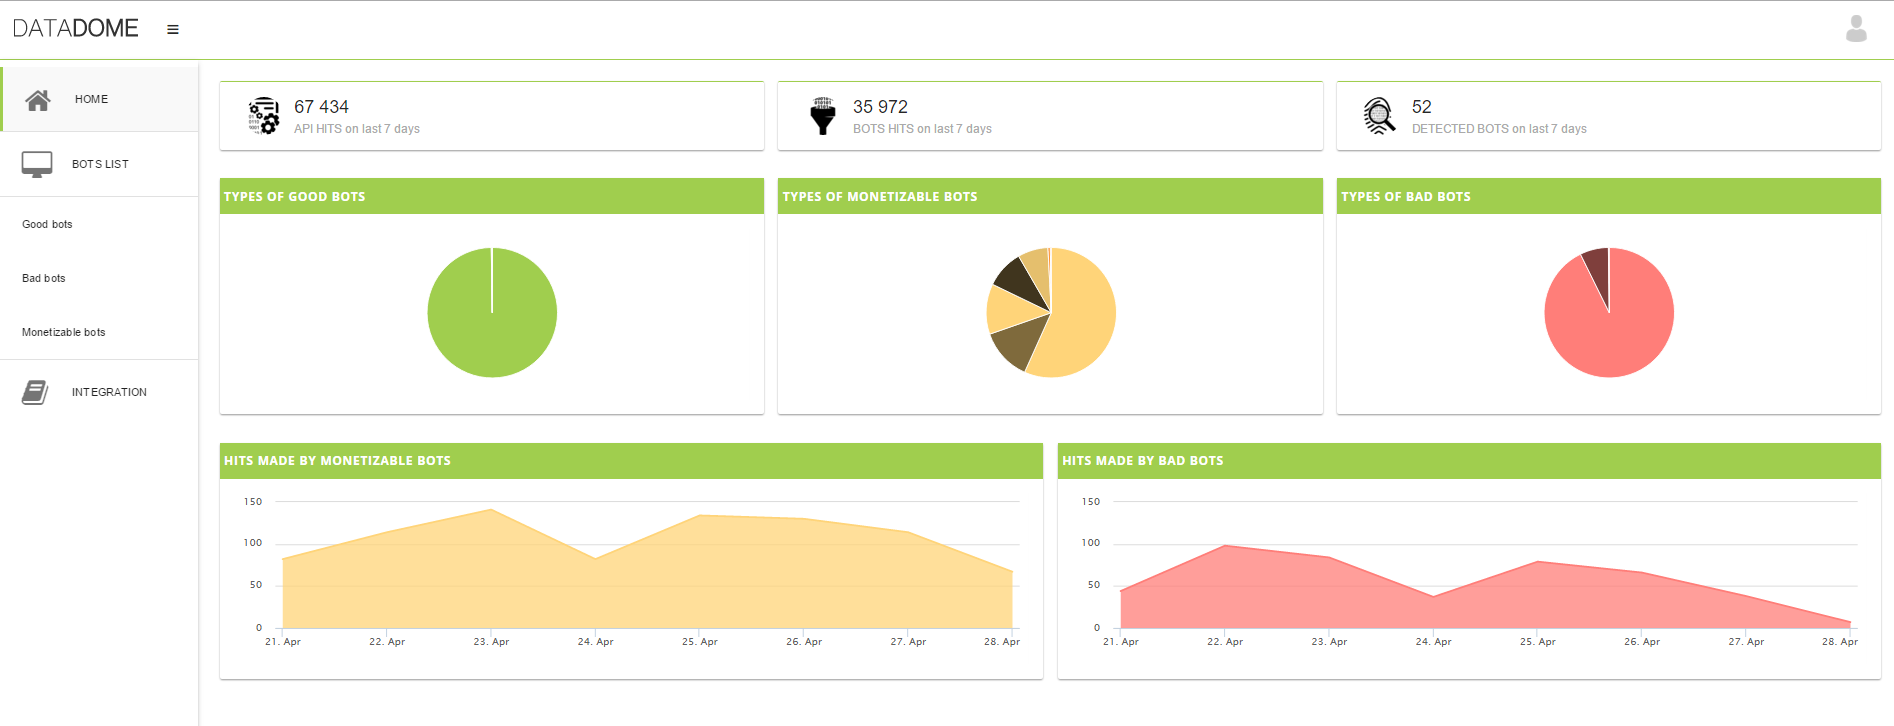 DATADOME
HOME
BOTS LIST
Good bots
Bad bots
Monetizable bots
INTEGRATION
67 434
API HITS on last 7 days
35 972
BOTS HITS on last 7 days
52
DETECTED BOTS on last 7 days
TYPES OF GOOD BOTS
TYPES OF MONETIZABLE BOTS
TYPES OF BAD BOTS
HITS MADE BY MONETIZABLE BOTS
150
100
50
0
21. Apr 22. Apr 23. Apr 24. Apr 25. Apr 26. Apr 27. Apr 28. Apr
HITS MADE BY BAD BOTS
150
100
50
0
21. Apr 22. Apr 23. Apr 24. Apr 25. Apr 26. Apr 27. Apr 28. Apr